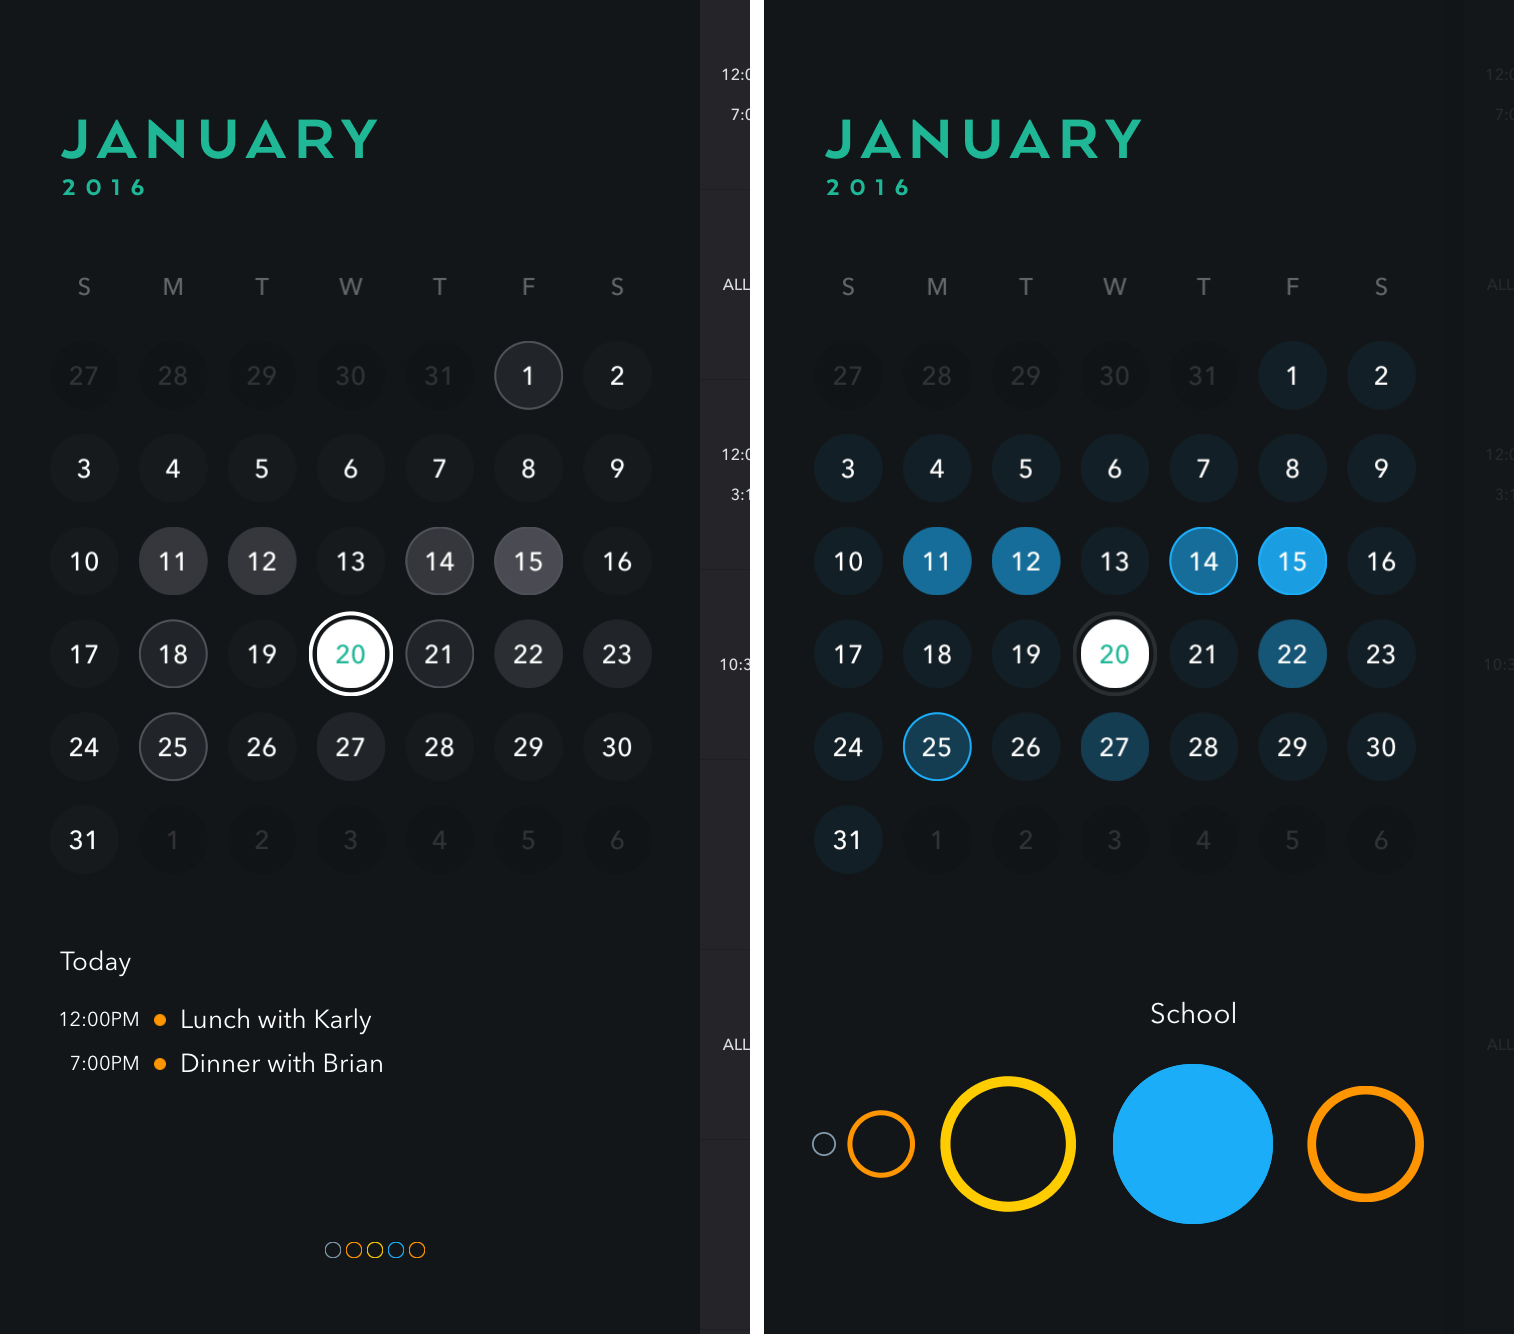 JANUARY
2016
S M T W T F S
27 28 29 30 31 1 2
3 4 5 6 7 8 9
10 11 12 13 14 15 16
17 18 19 20 21 22 23
24 25 26 27 28 29 30
31 1 2 3 4 5 6
Today
12:00PM Lunch with Karly
7:00PM Dinner with Brian
12:0
7:0
ALL
12:0
3:1
10:3
ALL
JANUARY
2016
S M T W T F S
27 28 29 30 31 1 2
3 4 5 6 7 8 9
10 11 12 13 14 15 16
17 18 19 20 21 22 23
24 25 26 27 28 29 30
31 1 2 3 4 5 6
School
12:0
7:0
ALL
12:0
3:1
10:3
ALL